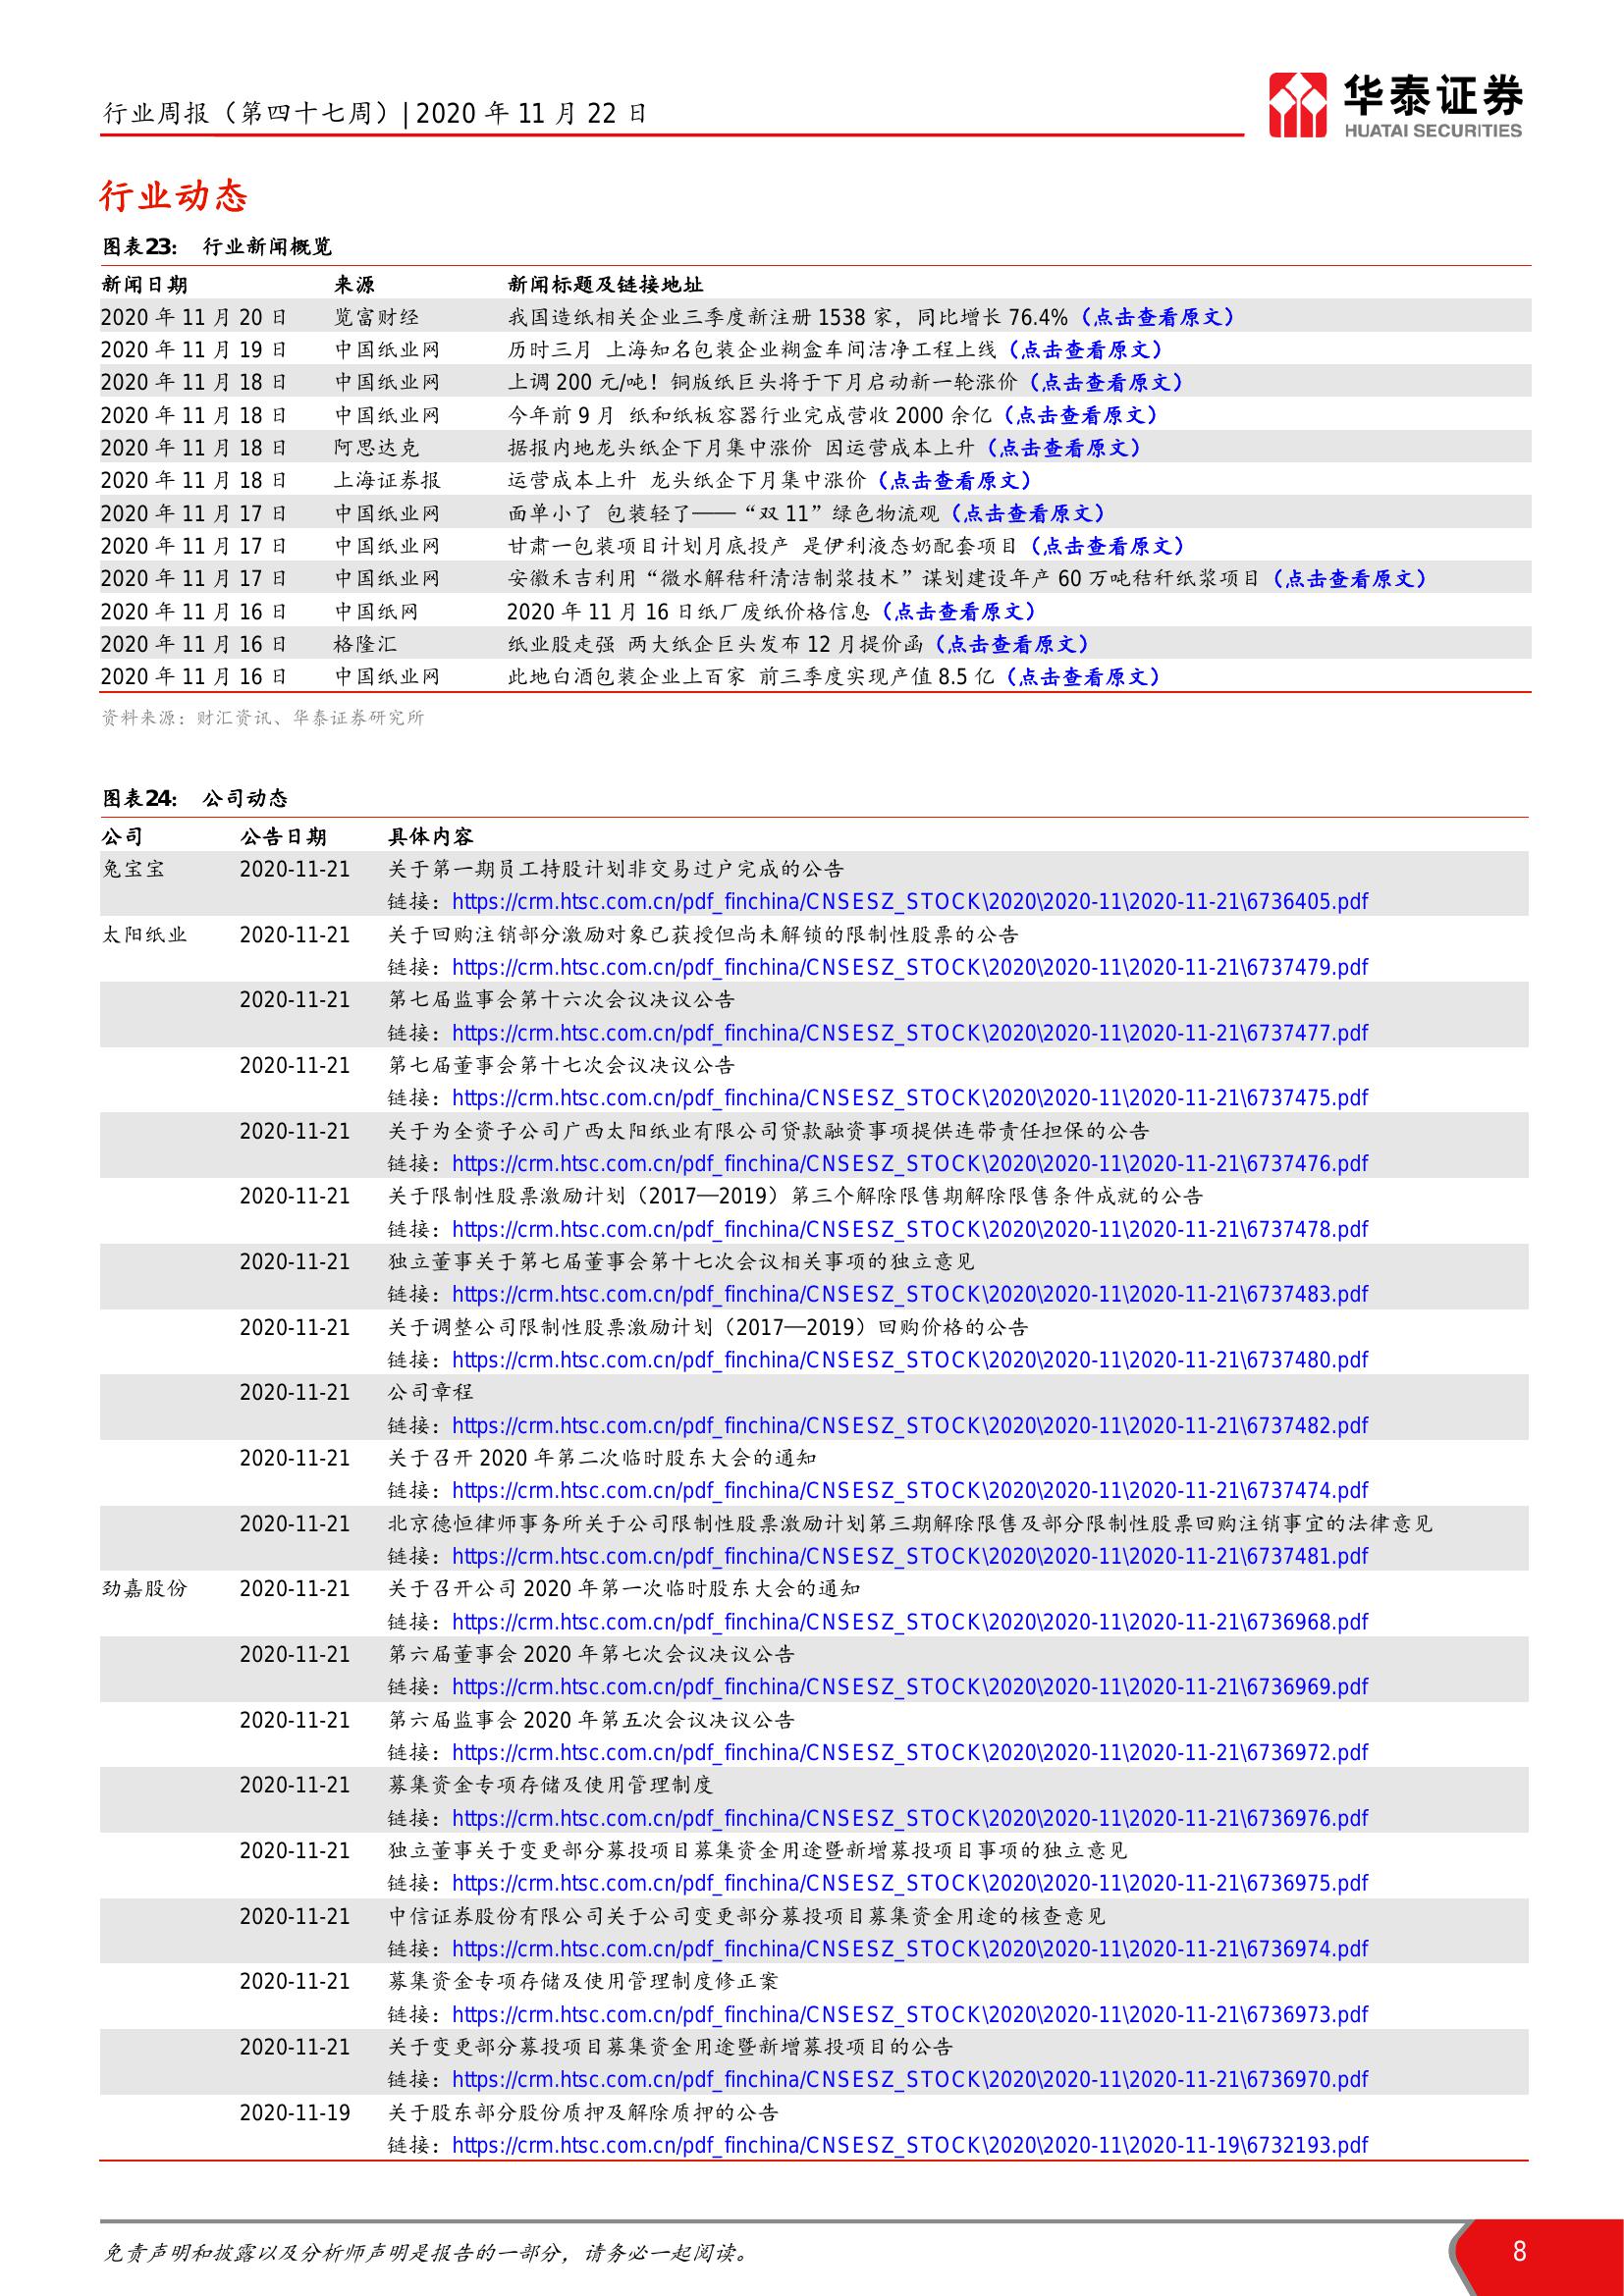 行业周报（第四十七周）| 2020 年 11 月 22 日
华泰证券
HUATAI SECURITIES
行业动态
图表23： 行业新闻概览
新闻日期 来源 新闻标题及链接地址
2020 年 11 月 20 日 览富财经 我国造纸相关企业三季度新注册 1538 家，同比增长 76.4%（点击查看原文）
2020 年 11 月 19 日 中国纸业网 历时三月 上海知名包装企业糊盒车间洁净工程上线（点击查看原文）
2020 年 11 月 18 日 中国纸业网 上调 200 元/吨！铜版纸巨头将于下月启动新一轮涨价（点击查看原文）
2020 年 11 月 18 日 中国纸业网 今年前 9 月 纸和纸板容器行业完成营收 2000 余亿（点击查看原文）
2020 年 11 月 18 日 阿思达克 据报内地龙头纸企下月集中涨价 因运营成本上升（点击查看原文）
2020 年 11 月 18 日 上海证券报 运营成本上升 龙头纸企下月集中涨价（点击查看原文）
2020 年 11 月 17 日 中国纸业网 面单小了 包装轻了——“双 11”绿色物流观（点击查看原文）
2020 年 11 月 17 日 中国纸业网 甘肃一包装项目计划月底投产 是伊利液态奶配套项目（点击查看原文）
2020 年 11 月 17 日 中国纸业网 安徽禾吉利用“微水解秸秆清洁制浆技术”谋划建设年产 60 万吨秸秆纸浆项目（点击查看原文）
2020 年 11 月 16 日 中国纸网 2020 年 11 月 16 日纸厂废纸价格信息（点击查看原文）
2020 年 11 月 16 日 格隆汇 纸业股走强 两大纸企巨头发布 12 月提价函（点击查看原文）
2020 年 11 月 16 日 中国纸业网 此地白酒包装企业上百家 前三季度实现产值 8.5 亿（点击查看原文）
资料来源：财汇资讯、华泰证券研究所
图表24： 公司动态
公司 公告日期 具体内容
兔宝宝 2020-11-21 关于第一期员工持股计划非交易过户完成的公告
链接：https://crm.htsc.com.cn/pdf_finchina/CNSESZ_STOCK\2020\2020-11\2020-11-21\6736405.pdf
太阳纸业 2020-11-21 关于回购注销部分激励对象已获授但尚未解锁的限制性股票的公告
链接：https://crm.htsc.com.cn/pdf_finchina/CNSESZ_STOCK\2020\2020-11\2020-11-21\6737479.pdf
2020-11-21 第七届监事会第十六次会议决议公告
链接：https://crm.htsc.com.cn/pdf_finchina/CNSESZ_STOCK\2020\2020-11\2020-11-21\6737477.pdf
2020-11-21 第七届董事会第十七次会议决议公告
链接：https://crm.htsc.com.cn/pdf_finchina/CNSESZ_STOCK\2020\2020-11\2020-11-21\6737475.pdf
2020-11-21 关于为全资子公司广西太阳纸业有限公司贷款融资事项提供连带责任担保的公告
链接：https://crm.htsc.com.cn/pdf_finchina/CNSESZ_STOCK\2020\2020-11\2020-11-21\6737476.pdf
2020-11-21 关于限制性股票激励计划（2017—2019）第三个解除限售期解除限售条件成就的公告
链接：https://crm.htsc.com.cn/pdf_finchina/CNSESZ_STOCK\2020\2020-11\2020-11-21\6737478.pdf
2020-11-21 独立董事关于第七届董事会第十七次会议相关事项的独立意见
链接：https://crm.htsc.com.cn/pdf_finchina/CNSESZ_STOCK\2020\2020-11\2020-11-21\6737483.pdf
2020-11-21 关于调整公司限制性股票激励计划（2017—2019）回购价格的公告
链接：https://crm.htsc.com.cn/pdf_finchina/CNSESZ_STOCK\2020\2020-11\2020-11-21\6737480.pdf
2020-11-21 公司章程
链接：https://crm.htsc.com.cn/pdf_finchina/CNSESZ_STOCK\2020\2020-11\2020-11-21\6737482.pdf
2020-11-21 关于召开 2020 年第二次临时股东大会的通知
链接：https://crm.htsc.com.cn/pdf_finchina/CNSESZ_STOCK\2020\2020-11\2020-11-21\6737474.pdf
2020-11-21 北京德恒律师事务所关于公司限制性股票激励计划第三期解除限售及部分限制性股票回购注销事宜的法律意见
链接：https://crm.htsc.com.cn/pdf_finchina/CNSESZ_STOCK\2020\2020-11\2020-11-21\6737481.pdf
劲嘉股份 2020-11-21 关于召开公司 2020 年第一次临时股东大会的通知
链接：https://crm.htsc.com.cn/pdf_finchina/CNSESZ_STOCK\2020\2020-11\2020-11-21\6736968.pdf
2020-11-21 第六届董事会 2020 年第七次会议决议公告
链接：https://crm.htsc.com.cn/pdf_finchina/CNSESZ_STOCK\2020\2020-11\2020-11-21\6736969.pdf
2020-11-21 第六届监事会 2020 年第五次会议决议公告
链接：https://crm.htsc.com.cn/pdf_finchina/CNSESZ_STOCK\2020\2020-11\2020-11-21\6736972.pdf
2020-11-21 募集资金专项存储及使用管理制度
链接：https://crm.htsc.com.cn/pdf_finchina/CNSESZ_STOCK\2020\2020-11\2020-11-21\6736976.pdf
2020-11-21 独立董事关于变更部分募投项目募集资金用途暨新增募投项目事项的独立意见
链接：https://crm.htsc.com.cn/pdf_finchina/CNSESZ_STOCK\2020\2020-11\2020-11-21\6736975.pdf
2020-11-21 中信证券股份有限公司关于公司变更部分募投项目募集资金用途的核查意见
链接：https://crm.htsc.com.cn/pdf_finchina/CNSESZ_STOCK\2020\2020-11\2020-11-21\6736974.pdf
2020-11-21 募集资金专项存储及使用管理制度修正案
链接：https://crm.htsc.com.cn/pdf_finchina/CNSESZ_STOCK\2020\2020-11\2020-11-21\6736973.pdf
2020-11-21 关于变更部分募投项目募集资金用途暨新增募投项目的公告
链接：https://crm.htsc.com.cn/pdf_finchina/CNSESZ_STOCK\2020\2020-11\2020-11-21\6736970.pdf
2020-11-19 关于股东部分股份质押及解除质押的公告
链接：https://crm.htsc.com.cn/pdf_finchina/CNSESZ_STOCK\2020\2020-11\2020-11-19\6732193.pdf
免责声明和披露以及分析师声明是报告的一部分，请务必一起阅读。 8